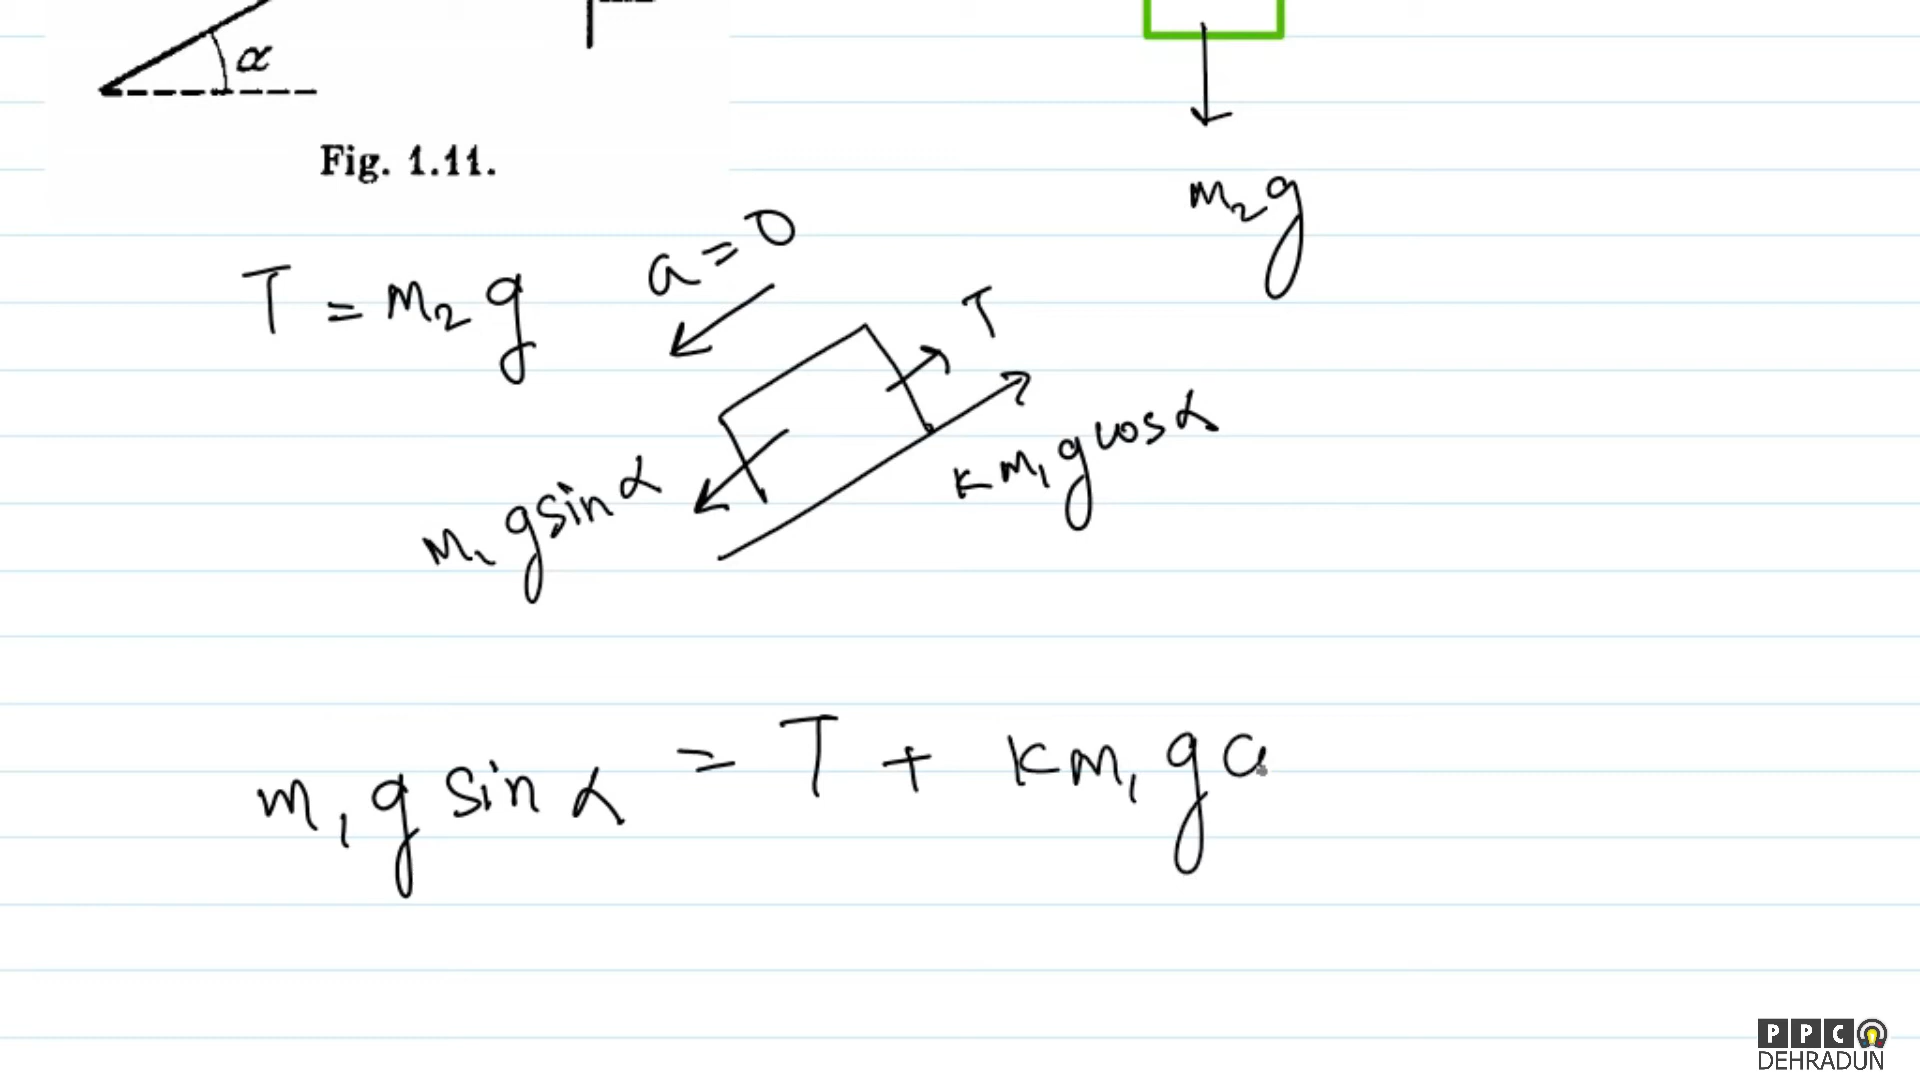 α
Fig. 1.11.
m₂g
T = m₂g
a = 0
T
km₁g cos α
m₁g sin α
m₁g sin α = T + km₁g c
PPC
DEHRADUN